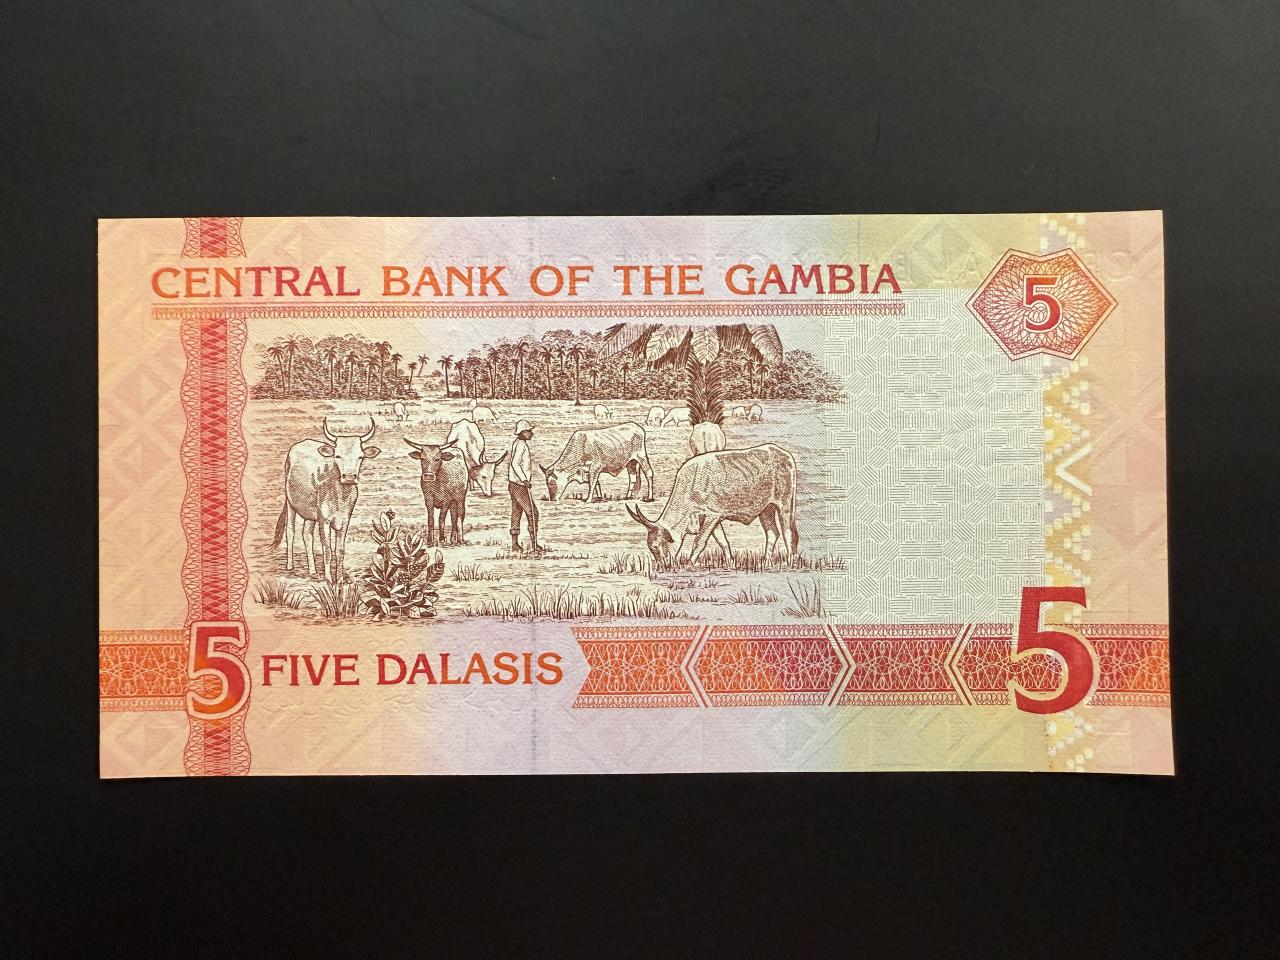 CENTRAL BANK OF THE GAMBIA
5
5 FIVE DALASIS
5